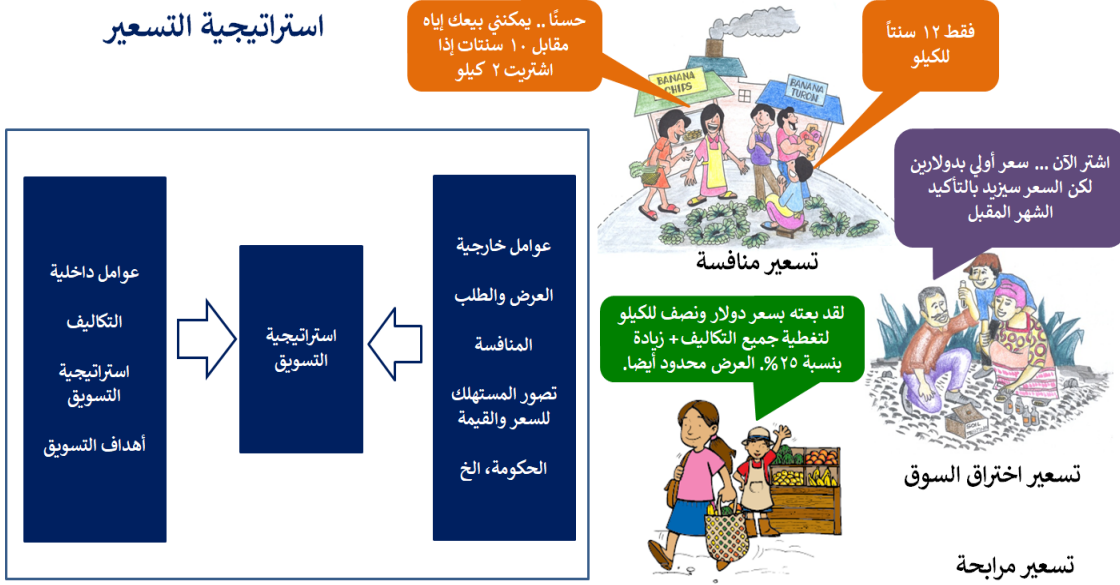 استراتيجية التسعير
حسنًا .. يمكنني بيعك إياه
مقابل ١٠ سنتات إذا
اشتريت ٢ كيلو
فقط ١٢ سنتاً
للكيلو
BANANA
CHIPS
BANANA
TURON
تسعير منافسة
اشتر الآن ... سعر أولي بدولارين
لكن السعر سيزيد بالتأكيد
الشهر المقبل
تسعير اختراق السوق
لقد بعته بسعر دولار ونصف للكيلو
لتغطية جميع التكاليف+ زيادة
بنسبة ٢٥%. العرض محدود أيضا.
تسعير مرابحة
عوامل خارجية
العرض والطلب
المنافسة
تصور المستهلك
للسعر والقيمة
الحكومة، الخ
استراتيجية
التسويق
عوامل داخلية
التكاليف
استراتيجية
التسويق
أهداف التسويق